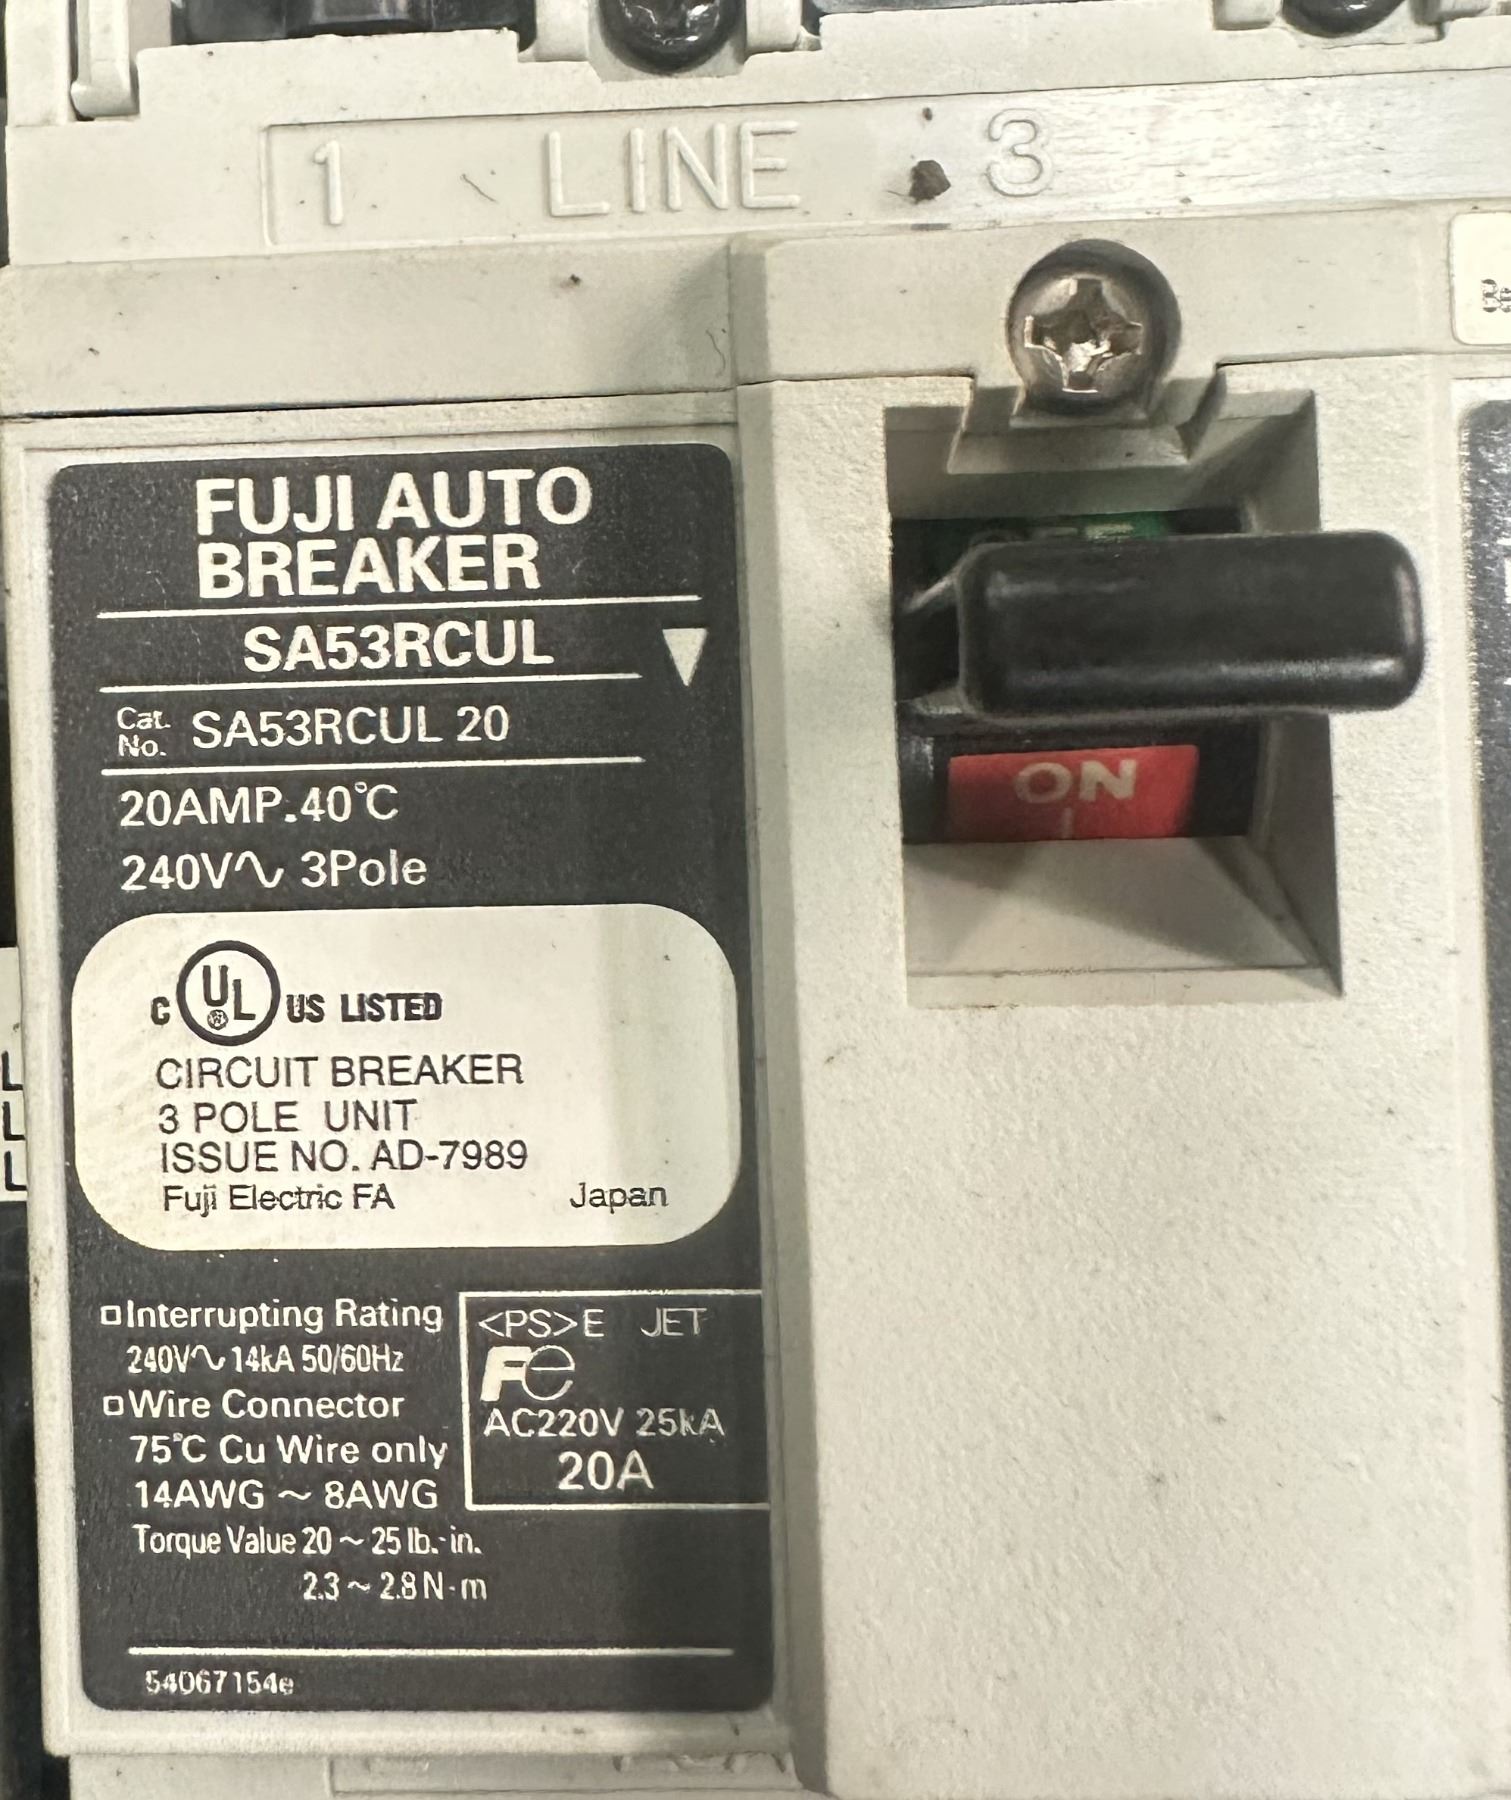 1 LINE 3
FUJI AUTO
BREAKER
SA53RCUL
Cat. No. SA53RCUL 20
20AMP.40°C
240V∿ 3Pole
C UL US LISTED
CIRCUIT BREAKER
3 POLE UNIT
ISSUE NO. AD-7989
Fuji Electric FA Japan
Interrupting Rating
240V∿ 14kA 50/60Hz
Wire Connector
75°C Cu Wire only
14AWG ~ 8AWG
Torque Value 20 ~ 25 lb.-in.
2.3 ~ 2.8 N·m
<PS>E JET
Fe
AC220V 25kA
20A
54067154e
ON
I
L
L
L